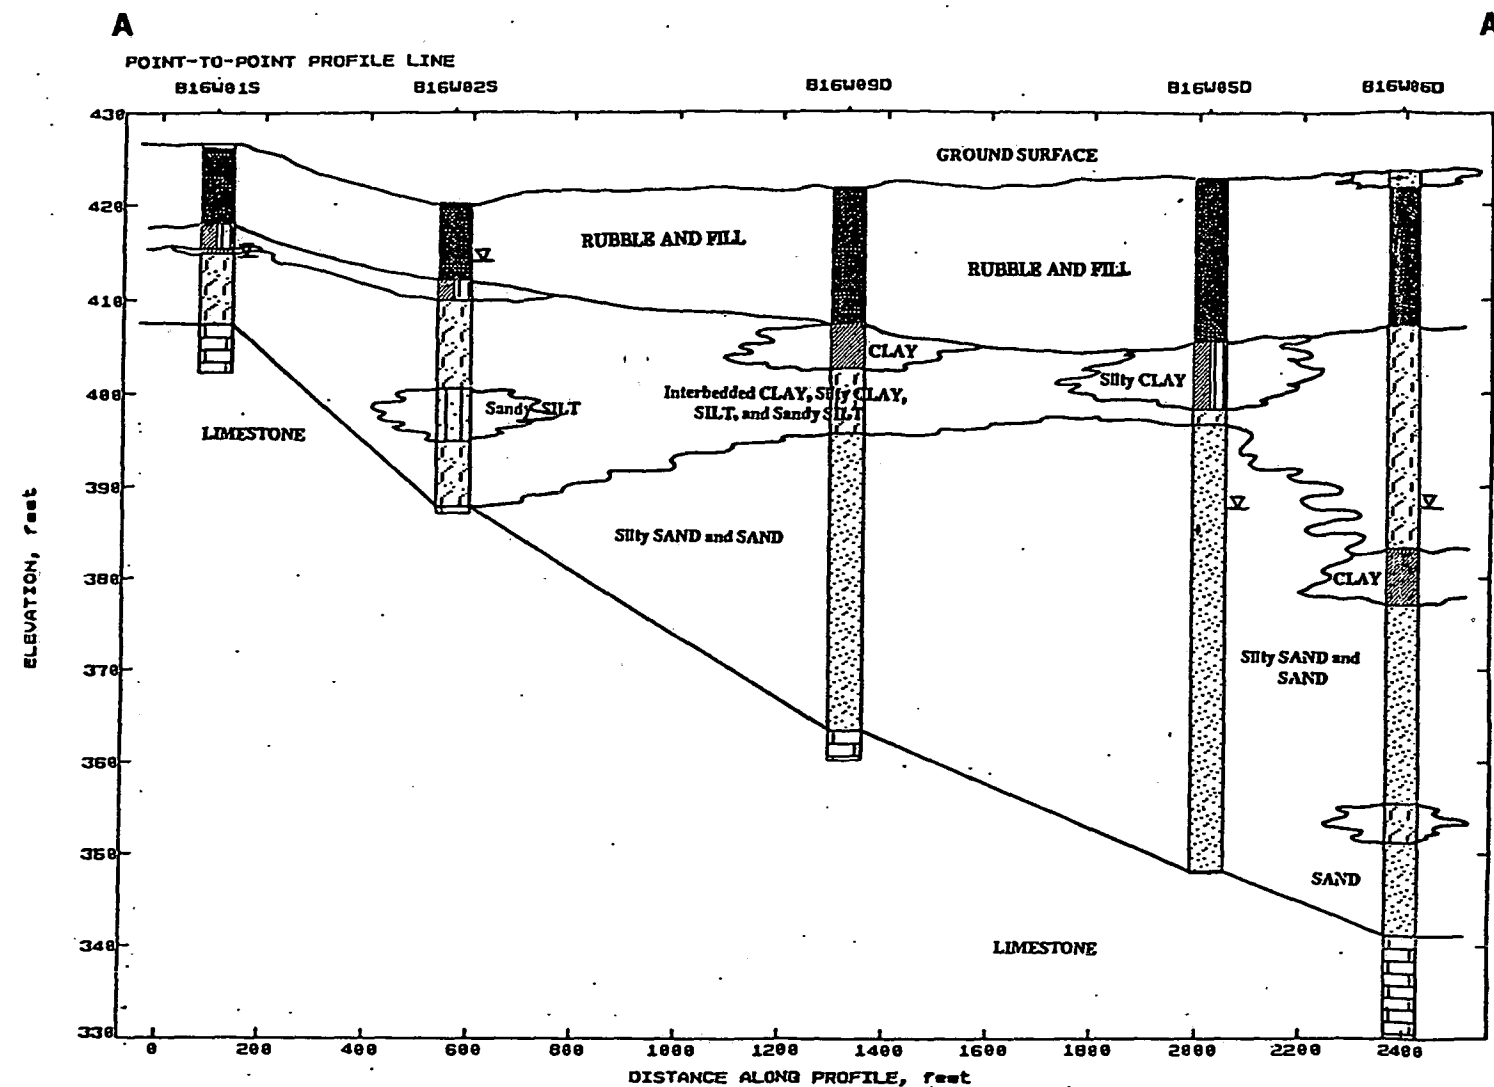 A A
POINT-TO-POINT PROFILE LINE
B16W01S B16W02S B16W09D B16W05D B16W06D
430
GROUND SURFACE
420
RUBBLE AND FILL
RUBBLE AND FILL
410
CLAY
Silty CLAY
400
Interbedded CLAY, Silty CLAY,
SILT, and Sandy SILT
Sandy SILT
LIMESTONE
390
Silty SAND and SAND
380
CLAY
ELEVATION, feet
370
Silty SAND and
SAND
360
350
SAND
340
LIMESTONE
330
0 200 400 600 800 1000 1200 1400 1600 1800 2000 2200 2400
DISTANCE ALONG PROFILE, feet